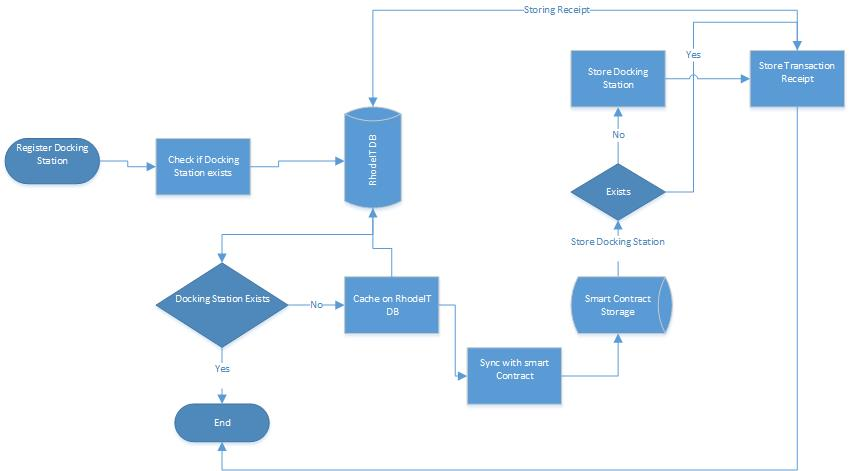 Storing Receipt
Register Docking
Station
Check if Docking
Station exists
RhodeIT DB
Docking Station Exists
No
Yes
End
Cache on RhodeIT
DB
Sync with smart
Contract
Smart Contract
Storage
Store Docking Station
Exists
No
Yes
Store Docking
Station
Store Transaction
Receipt